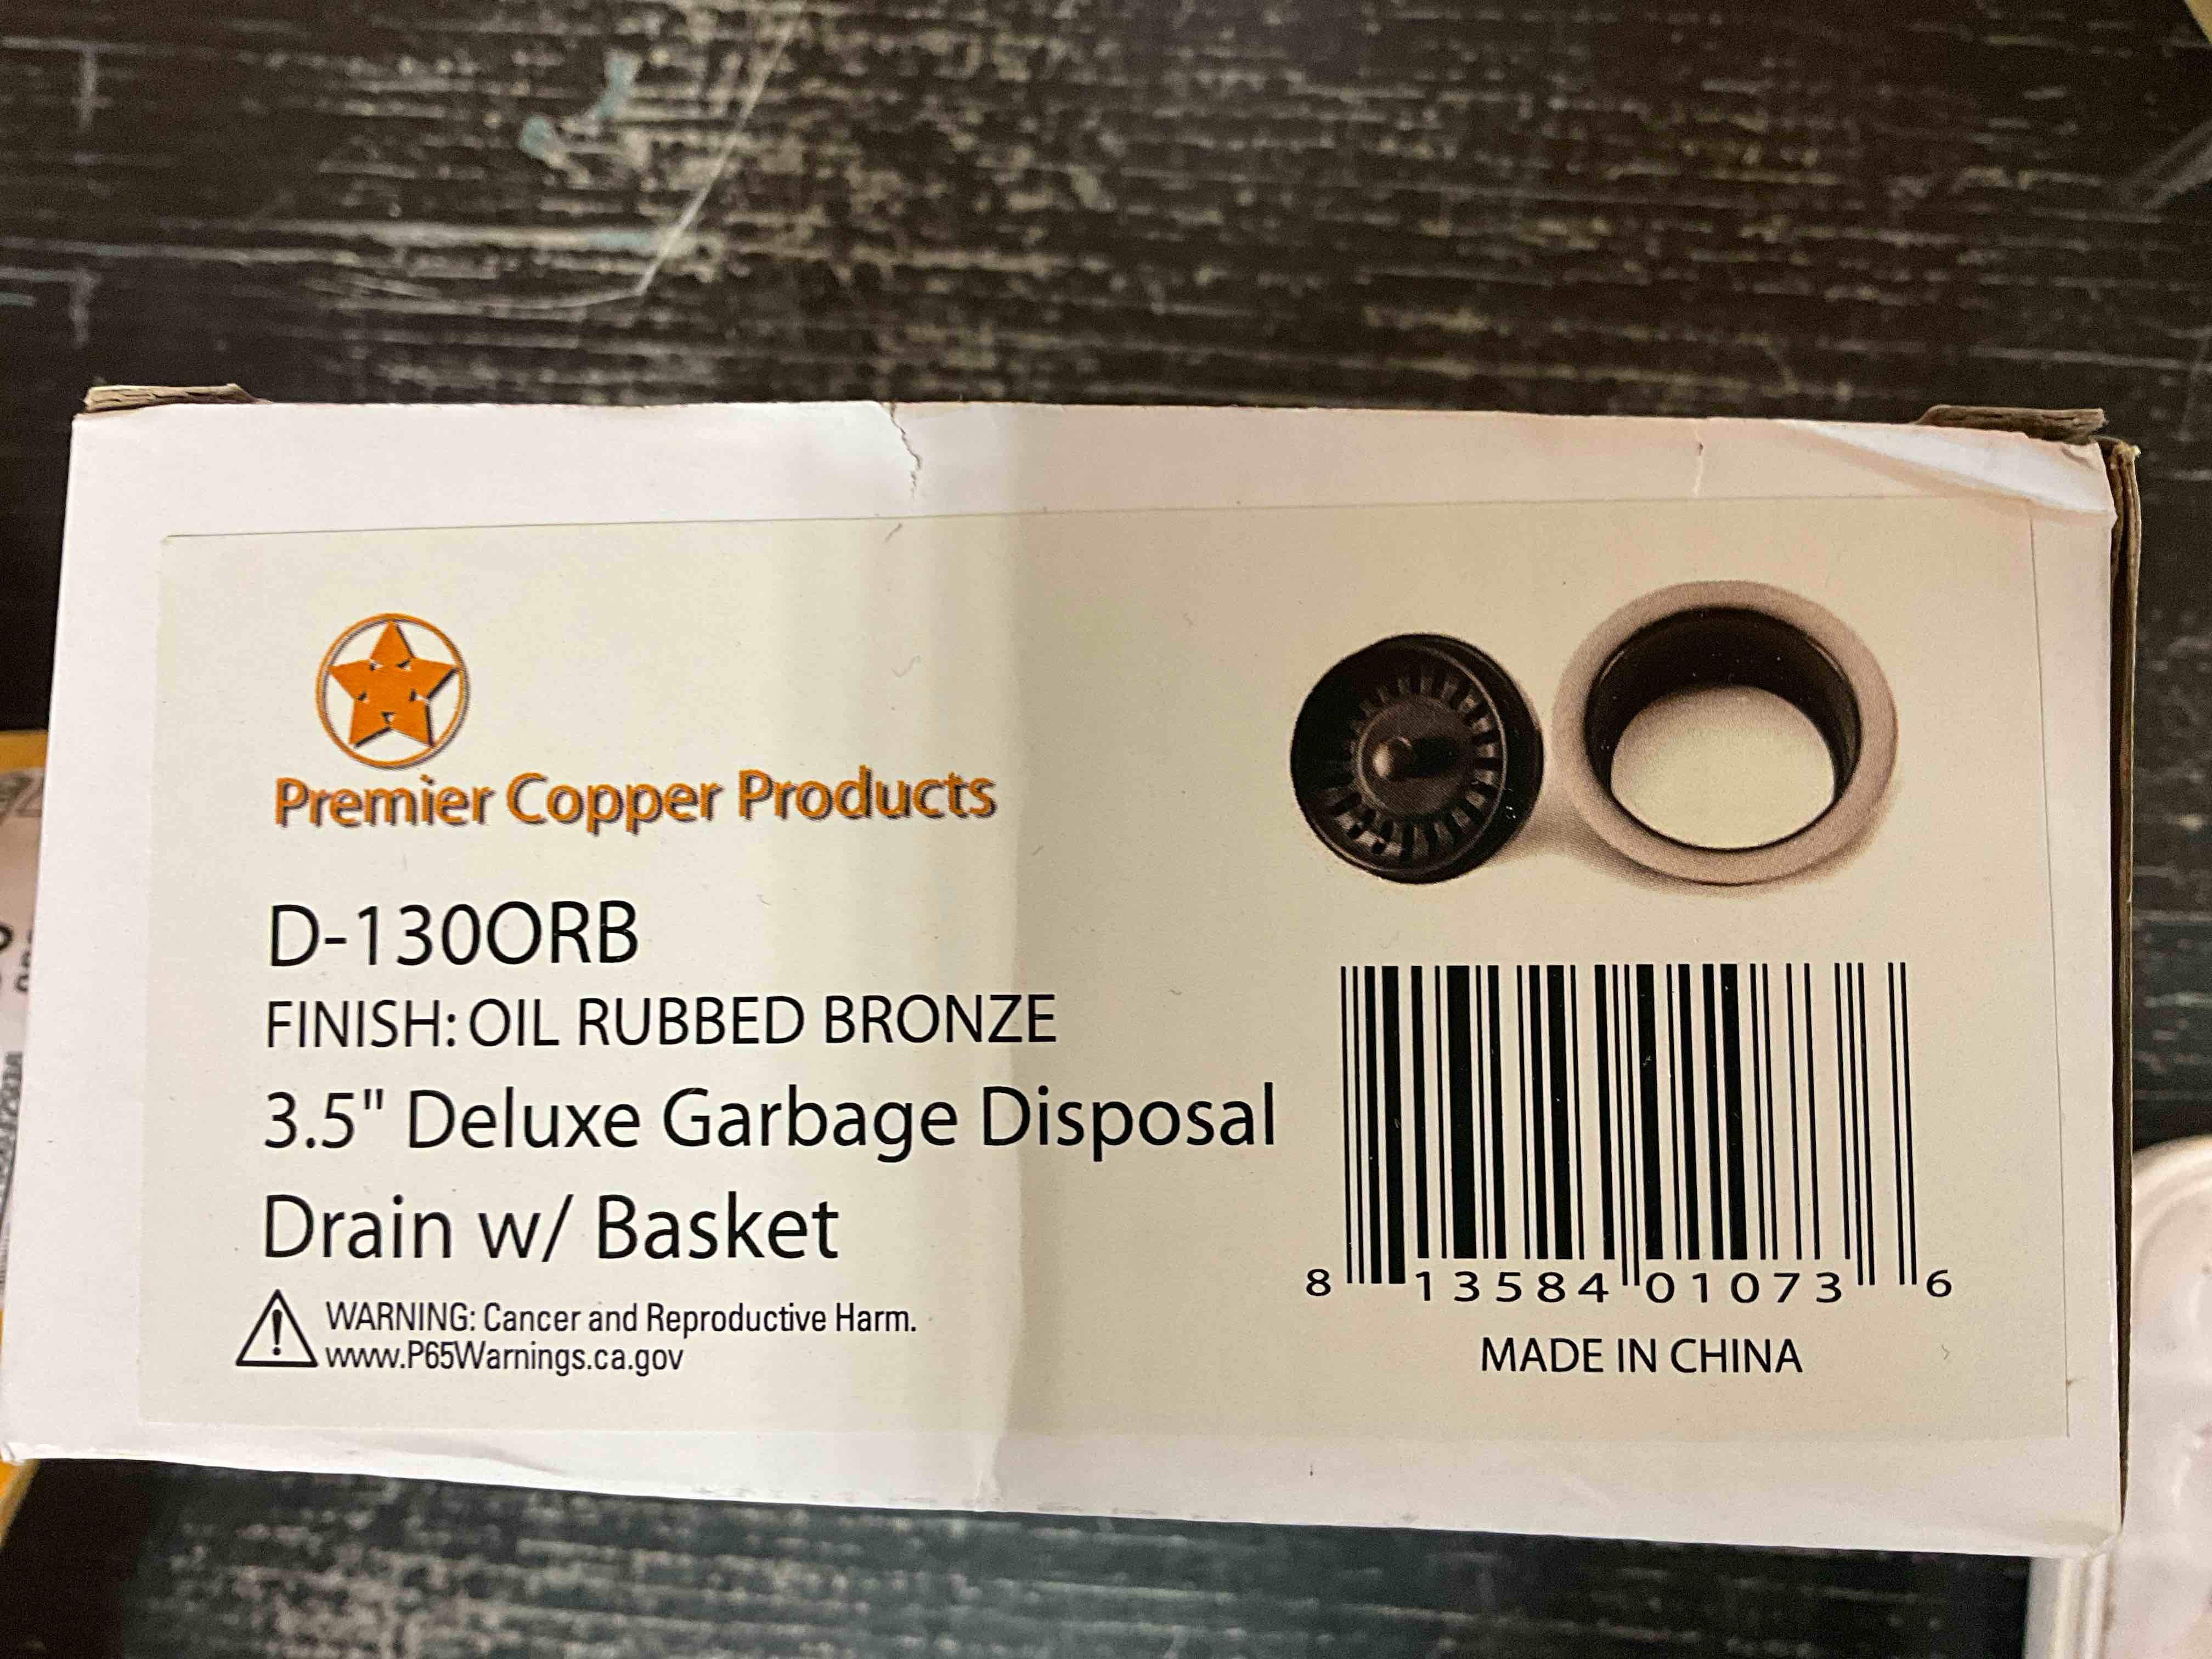 Premier Copper Products
D-130ORB
FINISH: OIL RUBBED BRONZE
3.5" Deluxe Garbage Disposal
Drain w/ Basket
WARNING: Cancer and Reproductive Harm.
www.P65Warnings.ca.gov
8 13584 01073 6
MADE IN CHINA